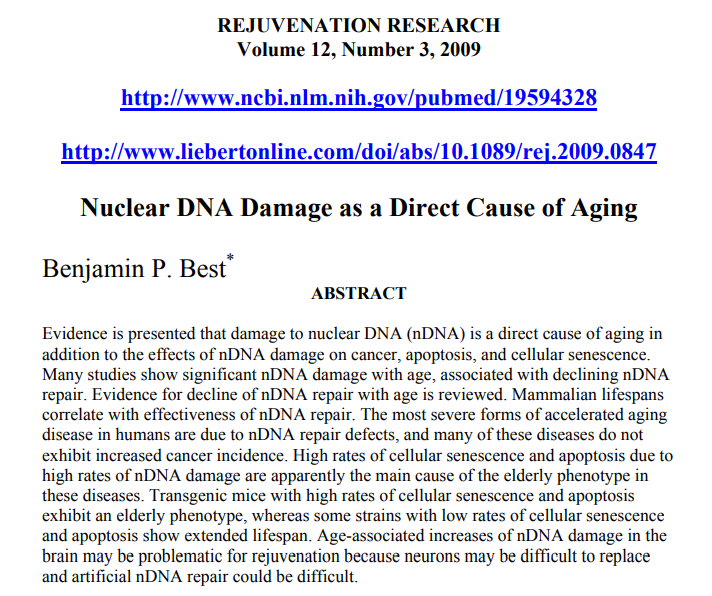 REJUVENATION RESEARCH
Volume 12, Number 3, 2009
http://www.ncbi.nlm.nih.gov/pubmed/19594328
http://www.liebertonline.com/doi/abs/10.1089/rej.2009.0847
Nuclear DNA Damage as a Direct Cause of Aging
Benjamin P. Best*
ABSTRACT
Evidence is presented that damage to nuclear DNA (nDNA) is a direct cause of aging in
addition to the effects of nDNA damage on cancer, apoptosis, and cellular senescence.
Many studies show significant nDNA damage with age, associated with declining nDNA
repair. Evidence for decline of nDNA repair with age is reviewed. Mammalian lifespans
correlate with effectiveness of nDNA repair. The most severe forms of accelerated aging
disease in humans are due to nDNA repair defects, and many of these diseases do not
exhibit increased cancer incidence. High rates of cellular senescence and apoptosis due to
high rates of nDNA damage are apparently the main cause of the elderly phenotype in
these diseases. Transgenic mice with high rates of cellular senescence and apoptosis
exhibit an elderly phenotype, whereas some strains with low rates of cellular senescence
and apoptosis show extended lifespan. Age-associated increases of nDNA damage in the
brain may be problematic for rejuvenation because neurons may be difficult to replace
and artificial nDNA repair could be difficult.